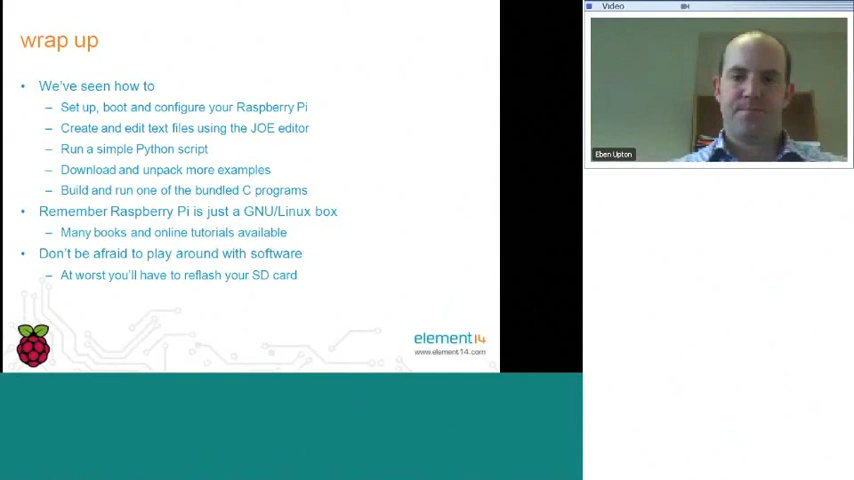 wrap up
• We've seen how to
– Set up, boot and configure your Raspberry Pi
– Create and edit text files using the JOE editor
– Run a simple Python script
– Download and unpack more examples
– Build and run one of the bundled C programs
• Remember Raspberry Pi is just a GNU/Linux box
– Many books and online tutorials available
• Don't be afraid to play around with software
– At worst you'll have to reflash your SD card
element14
www.element14.com
Video
Eben Upton